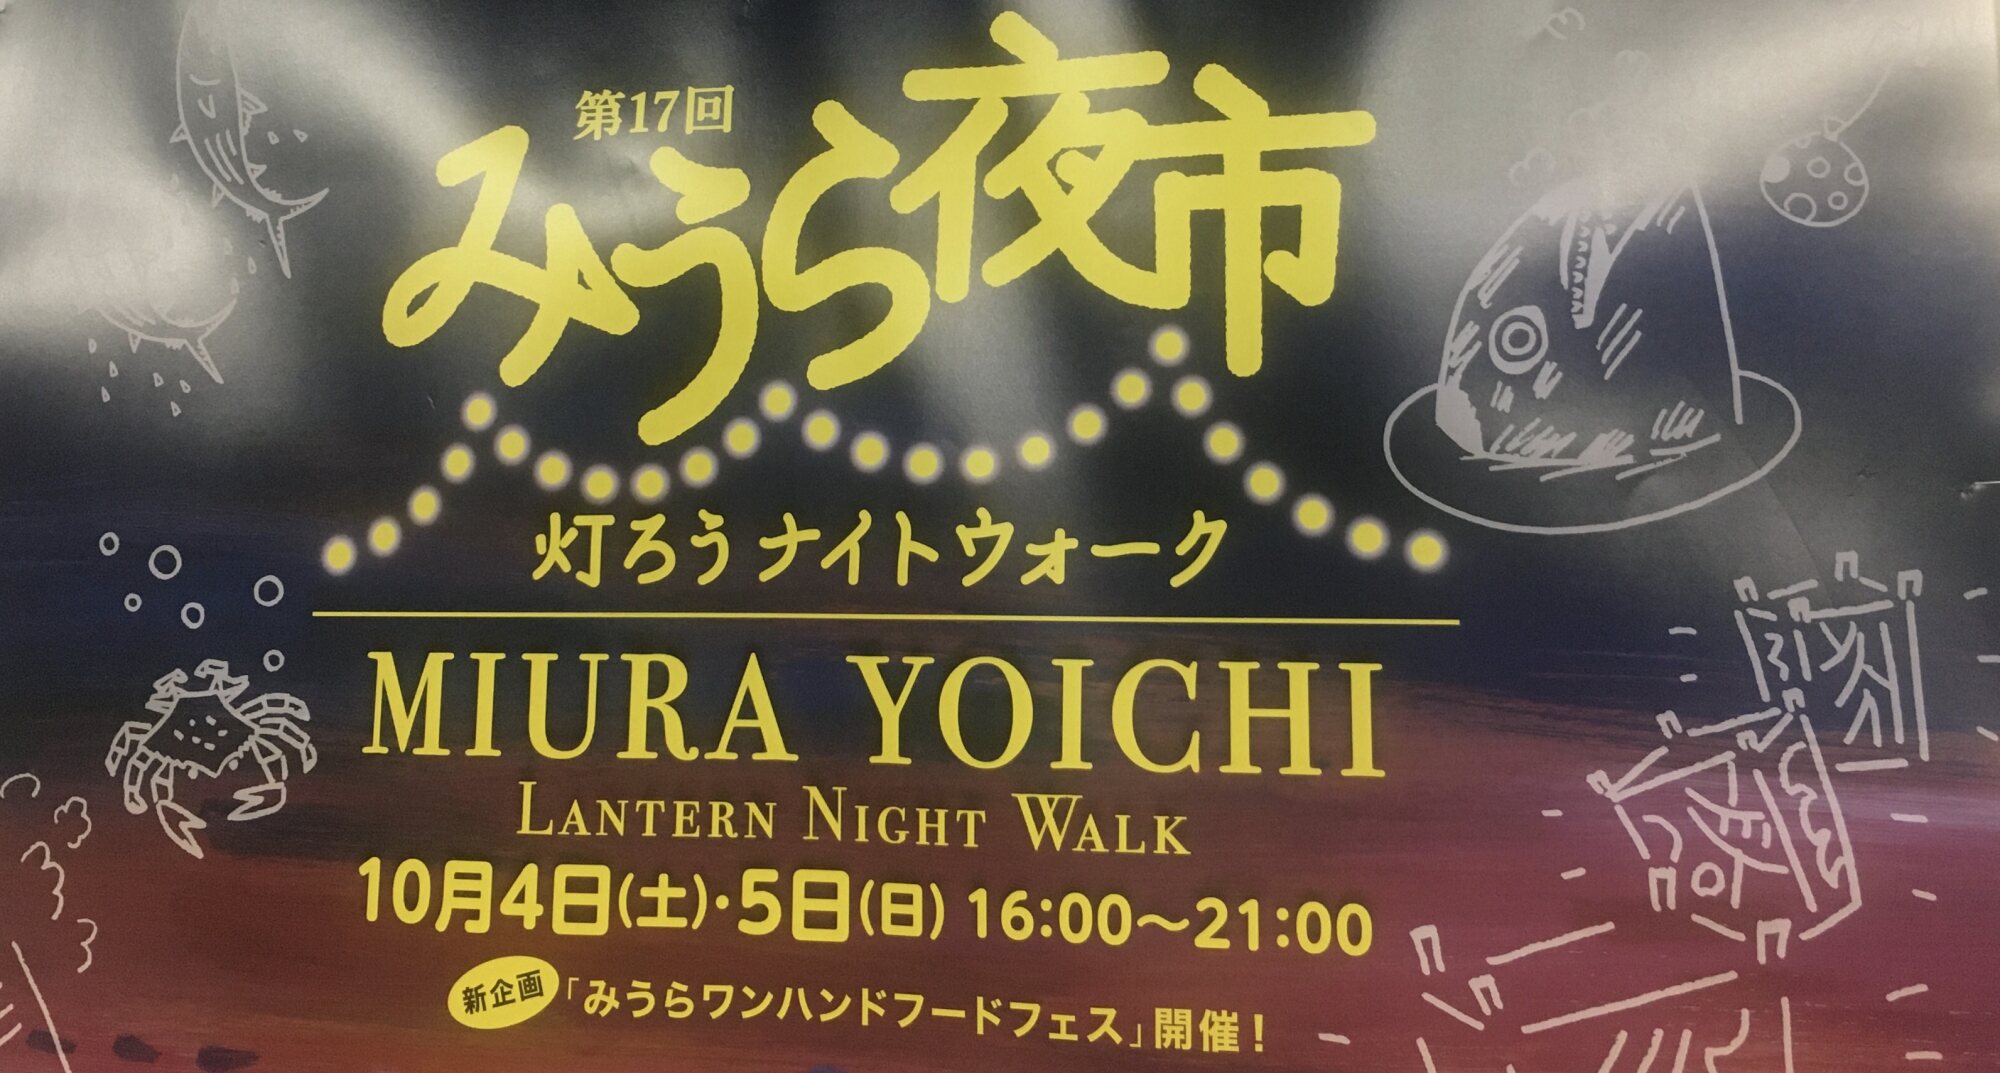 第17回
みうら夜市
灯ろうナイトウォーク
MIURA YOICHI
LANTERN NIGHT WALK
10月4日(土)・5日(日) 16:00～21:00
新企画「みうらワンハンドフードフェス」開催！